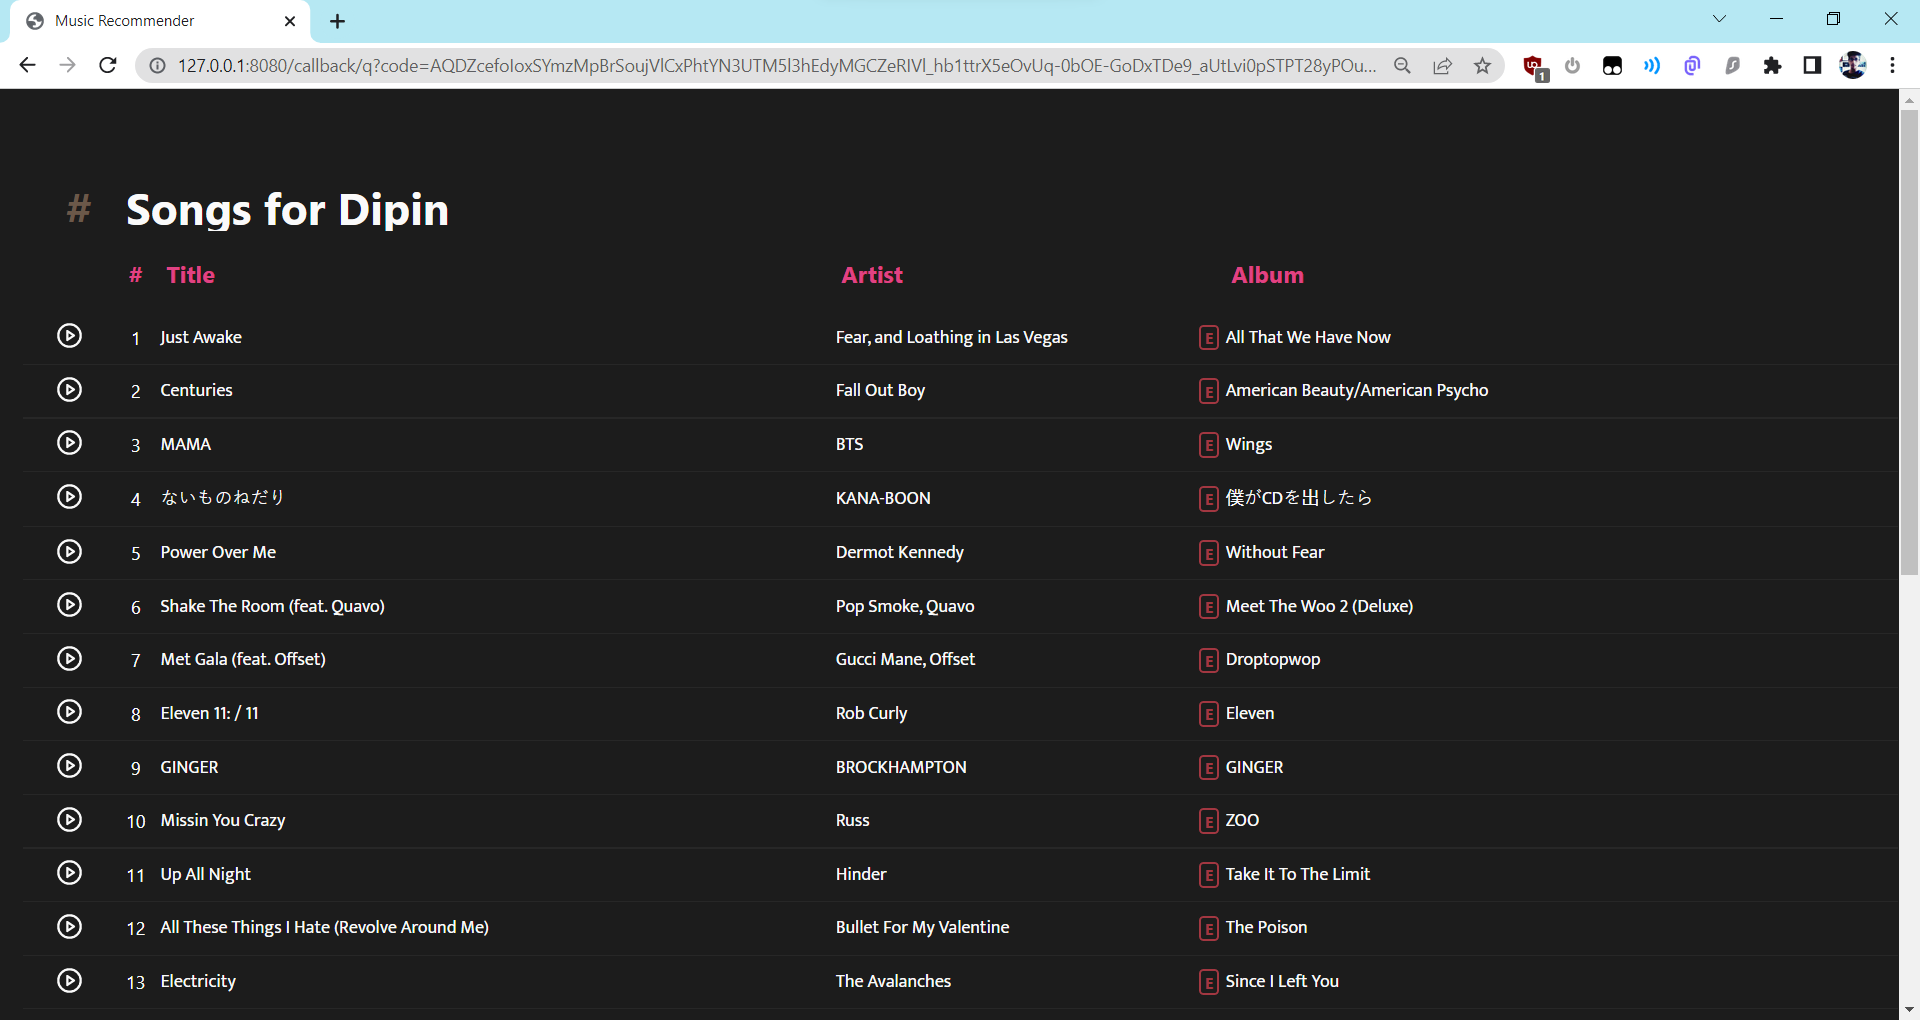 Music Recommender
127.0.0.1:8080/callback/q?code=AQDZcefoIoxSYmzMpBrSoujVlCxPhtYN3UTM5l3hEdyMGCZeRIVl_hb1ttrX5eOvUq-0bOE-GoDxTDe9_aUtLvi0pSTPT28yPOu... 1
# Songs for Dipin
# Title Artist Album
1 Just Awake Fear, and Loathing in Las Vegas E All That We Have Now
2 Centuries Fall Out Boy E American Beauty/American Psycho
3 MAMA BTS E Wings
4 ないものねだり KANA-BOON E 僕がCDを出したら
5 Power Over Me Dermot Kennedy E Without Fear
6 Shake The Room (feat. Quavo) Pop Smoke, Quavo E Meet The Woo 2 (Deluxe)
7 Met Gala (feat. Offset) Gucci Mane, Offset E Droptopwop
8 Eleven 11: / 11 Rob Curly E Eleven
9 GINGER BROCKHAMPTON E GINGER
10 Missin You Crazy Russ E ZOO
11 Up All Night Hinder E Take It To The Limit
12 All These Things I Hate (Revolve Around Me) Bullet For My Valentine E The Poison
13 Electricity The Avalanches E Since I Left You